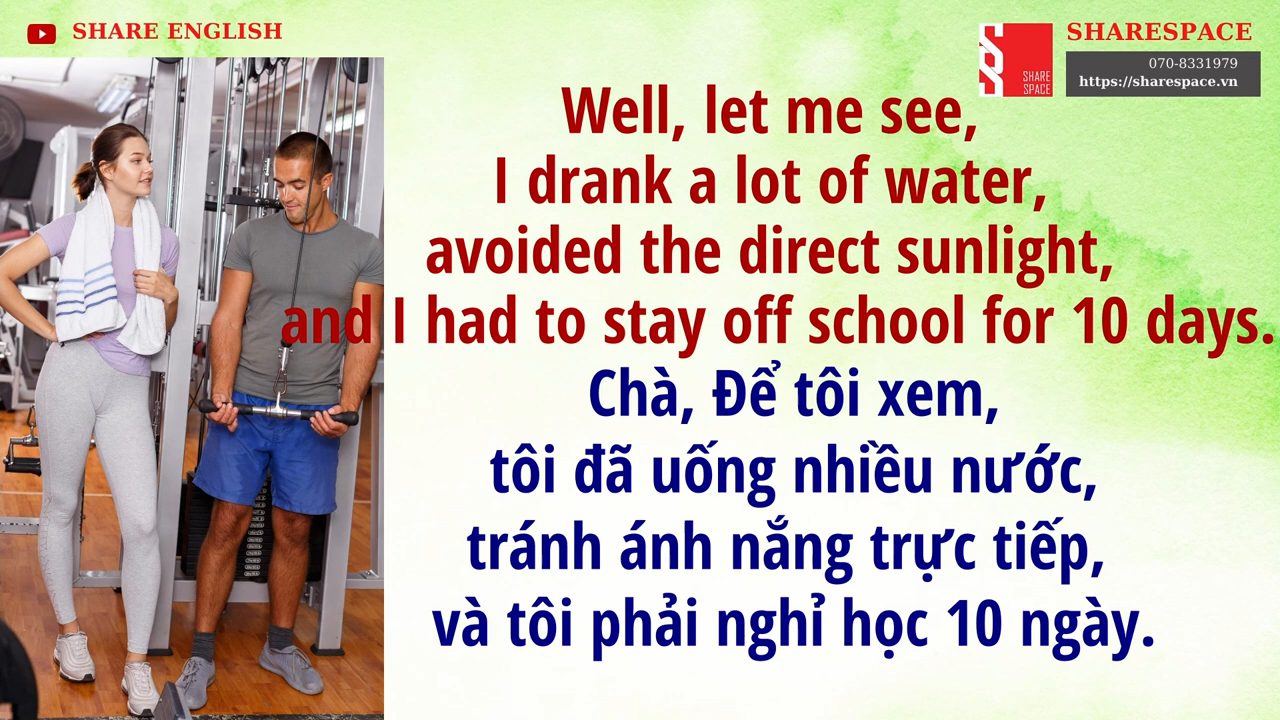 SHARE ENGLISH
SHARESPACE
070-8331979
https://sharespace.vn
SHARE
SPACE
Well, let me see,
I drank a lot of water,
avoided the direct sunlight,
and I had to stay off school for 10 days.
Chà, Để tôi xem,
tôi đã uống nhiều nước,
tránh ánh nắng trực tiếp,
và tôi phải nghỉ học 10 ngày.